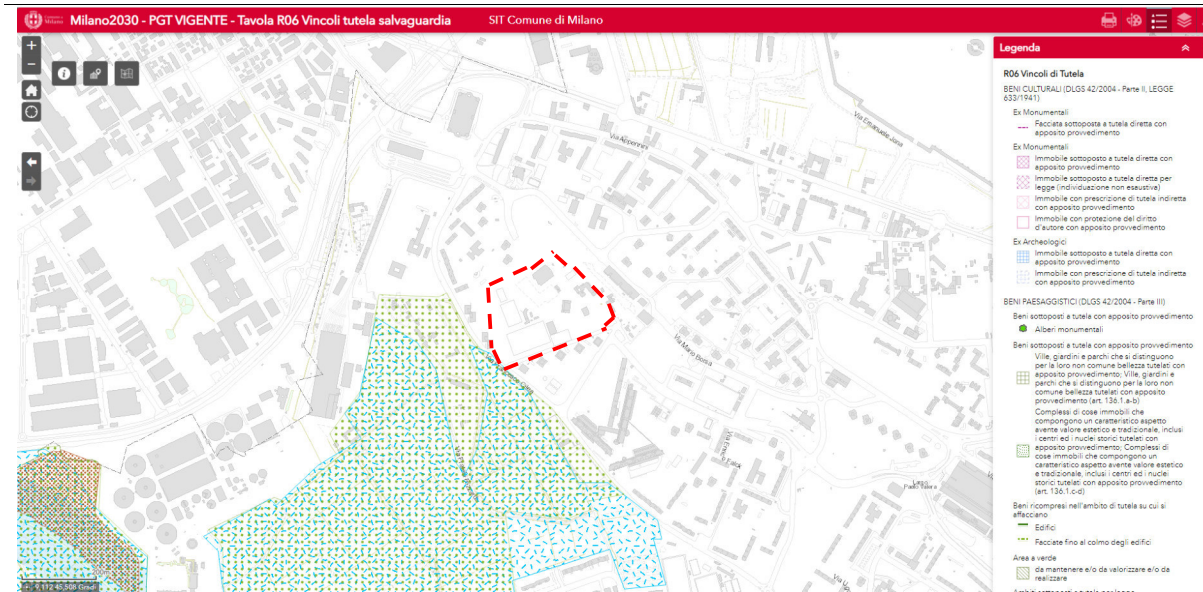 Comune di
Milano
Milano2030 - PGT VIGENTE - Tavola R06 Vincoli tutela salvaguardia
SIT Comune di Milano
+
−
Via Appennini
Via Emanuele Jona
Via Mario Borsa
Via Enrico Falck
Largo
Paolo Valera
Legenda
R06 Vincoli di Tutela
BENI CULTURALI (DLGS 42/2004 - Parte II, LEGGE
633/1941)
Ex Monumentali
Facciata sottoposta a tutela diretta con
apposito provvedimento
Ex Monumentali
Immobile sottoposto a tutela diretta con
apposito provvedimento
Immobile sottoposto a tutela diretta per
legge (individuazione non esaustiva)
Immobile con prescrizione di tutela indiretta
con apposito provvedimento
Immobile con protezione del diritto
d'autore con apposito provvedimento
Ex Archeologici
Immobile sottoposto a tutela diretta con
apposito provvedimento
Immobile con prescrizione di tutela indiretta
con apposito provvedimento
BENI PAESAGGISTICI (DLGS 42/2004 - Parte III)
Beni sottoposti a tutela con apposito provvedimento
Alberi monumentali
Beni sottoposti a tutela con apposito provvedimento
Ville, giardini e parchi che si distinguono
per la loro non comune bellezza tutelati con
apposito provvedimento; Ville, giardini e
parchi che si distinguono per la loro non
comune bellezza tutelati con apposito
provvedimento (art. 136.1.a-b)
Complessi di cose immobili che
compongono un caratteristico aspetto
avente valore estetico e tradizionale, inclusi
i centri ed i nuclei storici tutelati con
apposito provvedimento; Complessi di
cose immobili che compongono un
caratteristico aspetto avente valore estetico
e tradizionale, inclusi i centri ed i nuclei
storici tutelati con apposito provvedimento
(art. 136.1.c-d)
Beni ricompresi nell'ambito di tutela su cui si
affacciano
Edifici
Facciate fino al colmo degli edifici
Area a verde
da mantenere e/o da valorizzare e/o da
realizzare